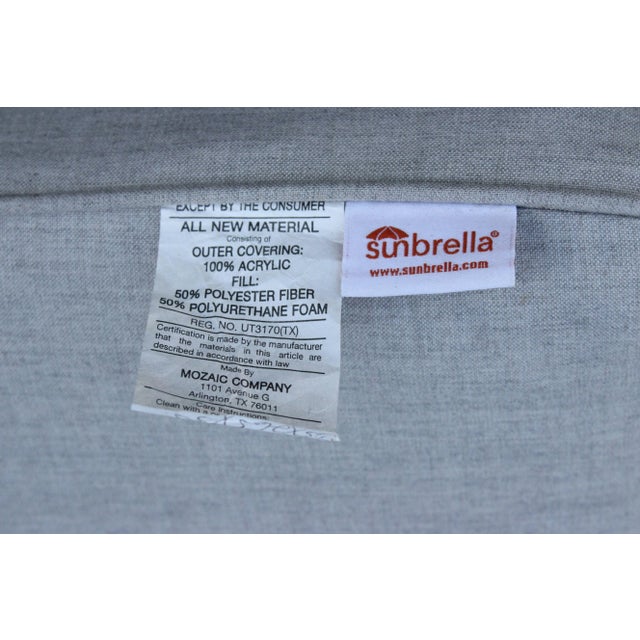 EXCEPT BY THE CONSUMER
ALL NEW MATERIAL
Consisting of
OUTER COVERING:
100% ACRYLIC
FILL:
50% POLYESTER FIBER
50% POLYURETHANE FOAM
REG. NO. UT3170(TX)
Certification is made by the manufacturer
that the materials in this article are
described in accordance with law
Made By
MOZAIC COMPANY
1101 Avenue G
Arlington, TX 76011
Care Instructions:
Clean with a
sunbrella®
www.sunbrella.com